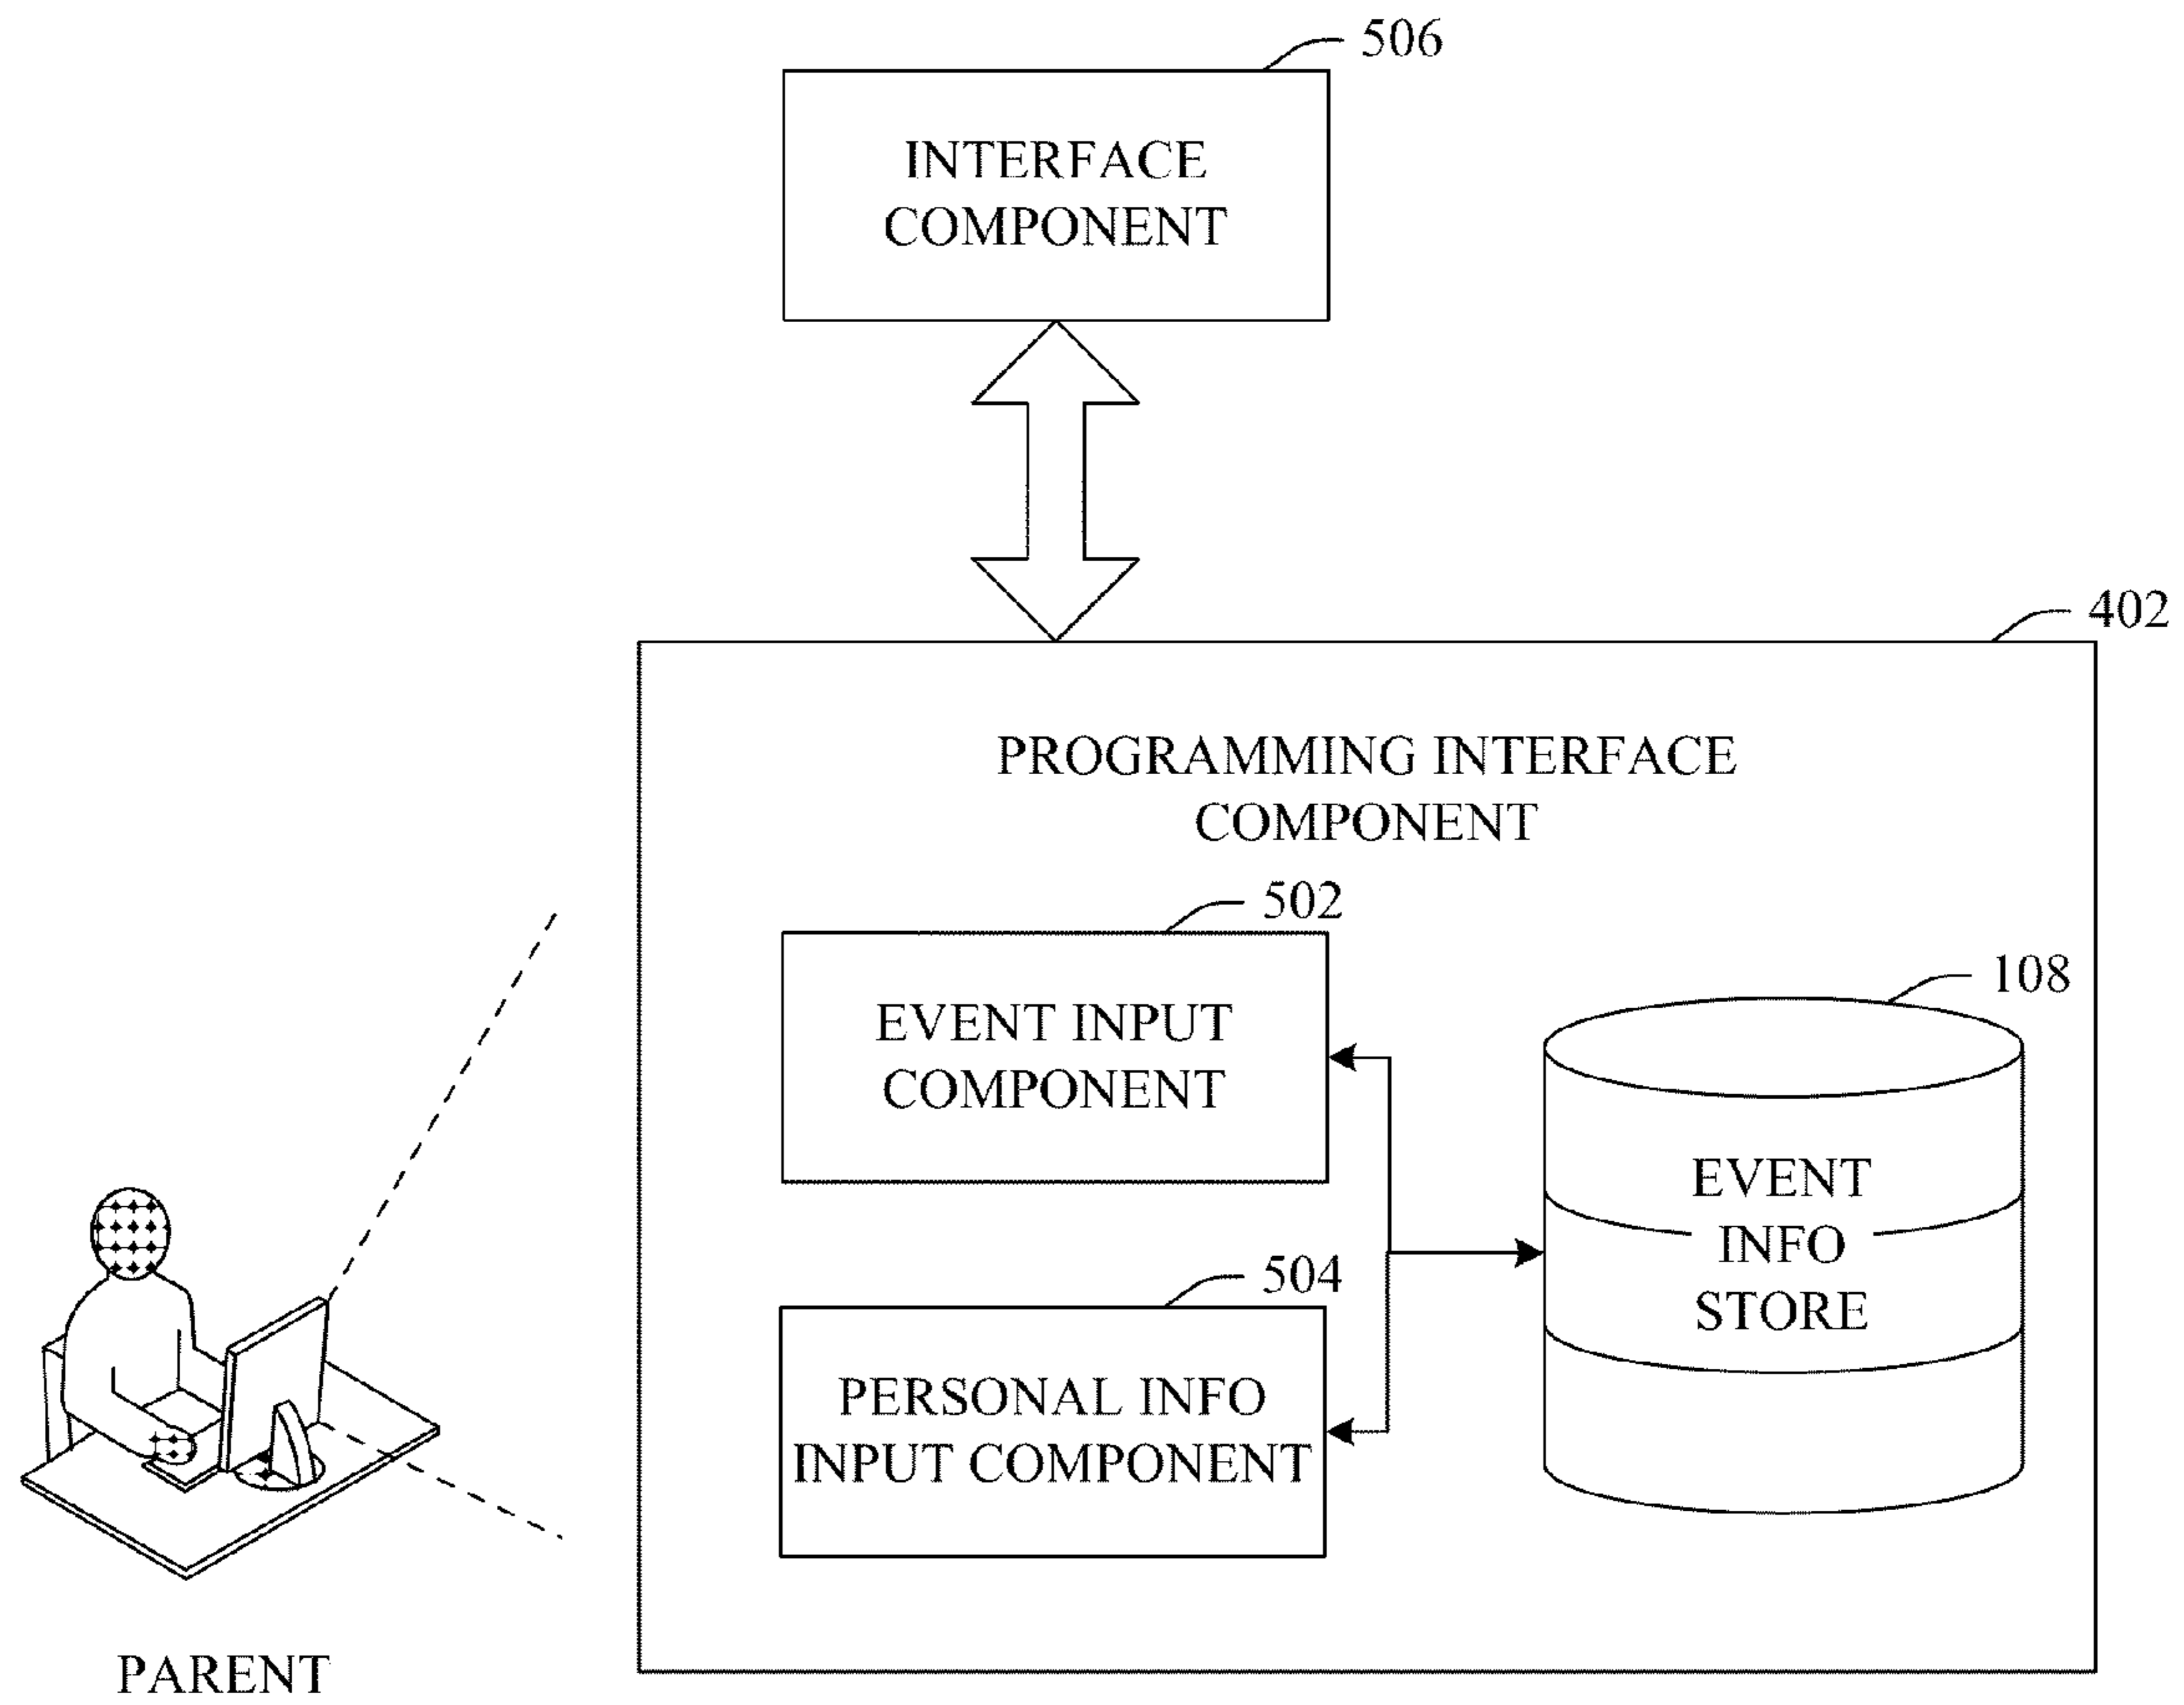 506
INTERFACE
COMPONENT
402
PROGRAMMING INTERFACE
COMPONENT
502
EVENT INPUT
COMPONENT
108
EVENT
INFO
STORE
504
PERSONAL INFO
INPUT COMPONENT
PARENT